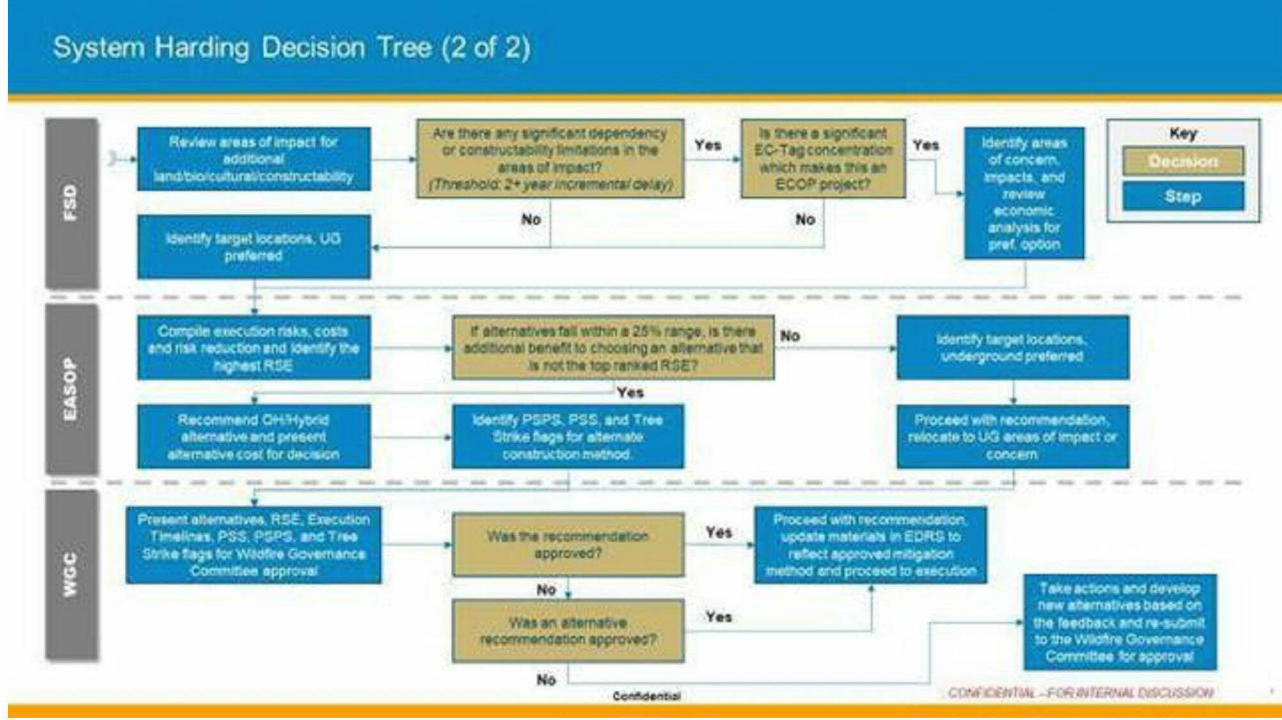 System Harding Decision Tree (2 of 2)
FSD
Review areas of impact for
additional
land/bio/cultural/constructability
Are there any significant dependency
or constructability limitations in the
areas of impact?
(Threshold: 2+ year incremental delay)
Yes
No
Is there a significant
EC-Tag concentration
which makes this an
ECOP project?
Yes
No
Identify areas
of concern,
impacts, and
review
economic
analysis for
pref. option
Key
Decision
Step
Identify target locations, UG
preferred
EASOP
Compile execution risks, costs
and risk reduction and identify the
highest RSE
If alternatives fall within a 25% range, is there
additional benefit to choosing an alternative that
is not the top ranked RSE?
No
Yes
Identify target locations,
underground preferred
Recommend OH/Hybrid
alternative and present
alternative cost for decision
Identify PSPS, PSS, and Tree
Strike flags for alternate
construction method.
Proceed with recommendation,
relocate to UG areas of impact or
concern
WGC
Present alternatives, RSE, Execution
Timelines, PSS, PSPS, and Tree
Strike flags for Wildfire Governance
Committee approval
Was the recommendation
approved?
Yes
No
Proceed with recommendation,
update materials in EDRS to
reflect approved mitigation
method and proceed to execution
Was an alternative
recommendation approved?
Yes
No
Take actions and develop
new alternatives based on
the feedback and re-submit
to the Wildfire Governance
Committee for approval
Confidential
CONFIDENTIAL – FOR INTERNAL DISCUSSION